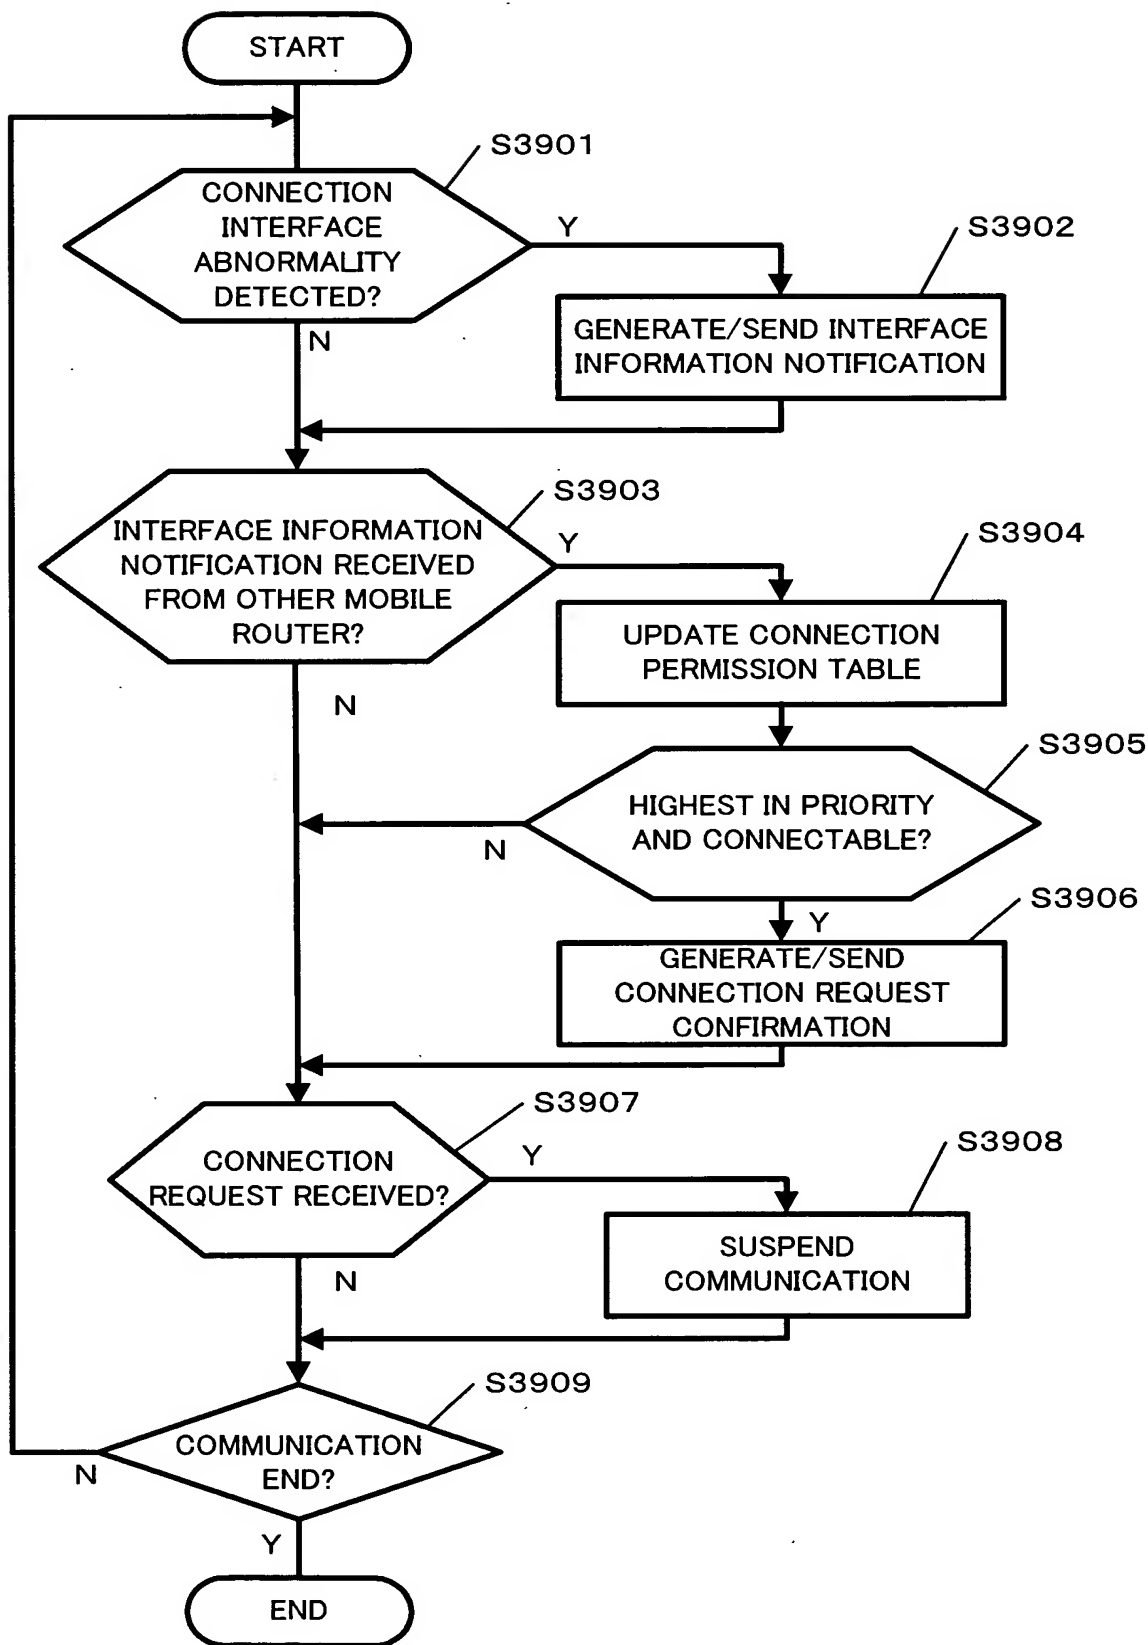 START
S3901
CONNECTION
INTERFACE
ABNORMALITY
DETECTED?
Y
S3902
GENERATE/SEND INTERFACE
INFORMATION NOTIFICATION
N
S3903
INTERFACE INFORMATION
NOTIFICATION RECEIVED
FROM OTHER MOBILE
ROUTER?
Y
S3904
UPDATE CONNECTION
PERMISSION TABLE
N
S3905
HIGHEST IN PRIORITY
AND CONNECTABLE?
N
Y
S3906
GENERATE/SEND
CONNECTION REQUEST
CONFIRMATION
S3907
CONNECTION
REQUEST RECEIVED?
Y
S3908
SUSPEND
COMMUNICATION
N
S3909
COMMUNICATION
END?
N
Y
END